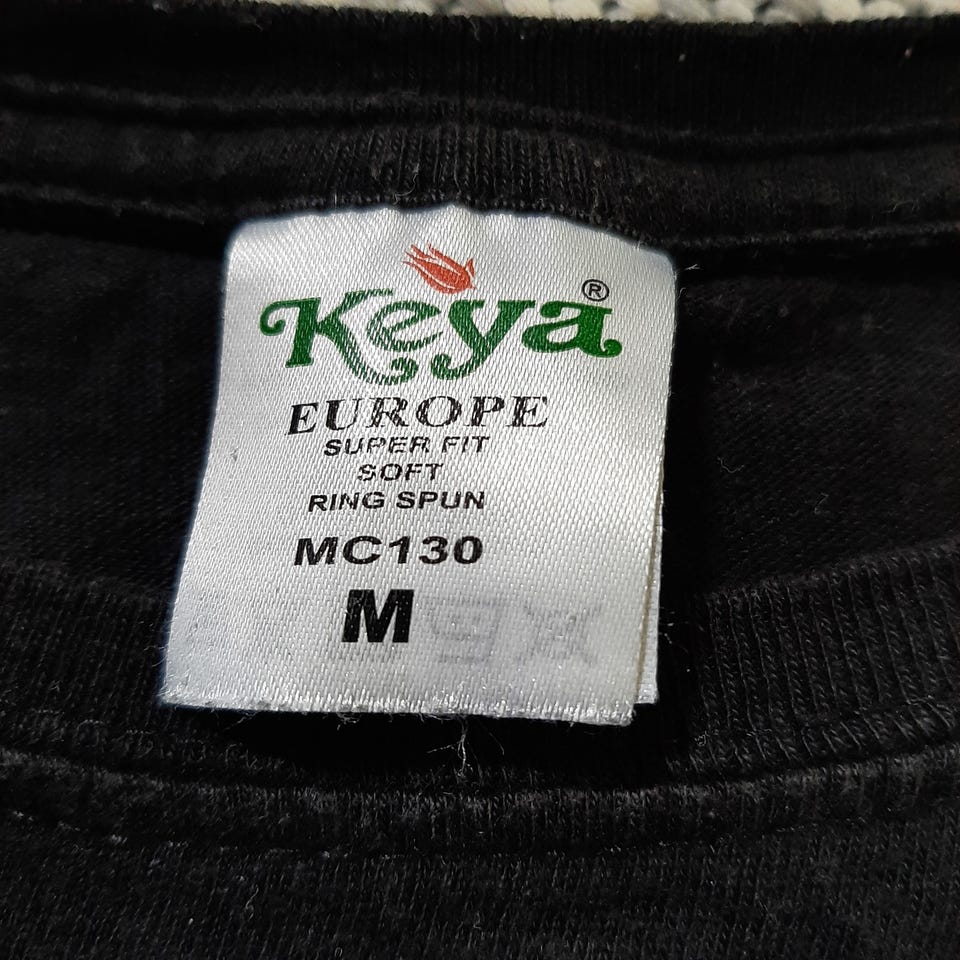 Keya®
EUROPE
SUPER FIT
SOFT
RING SPUN
MC130
M